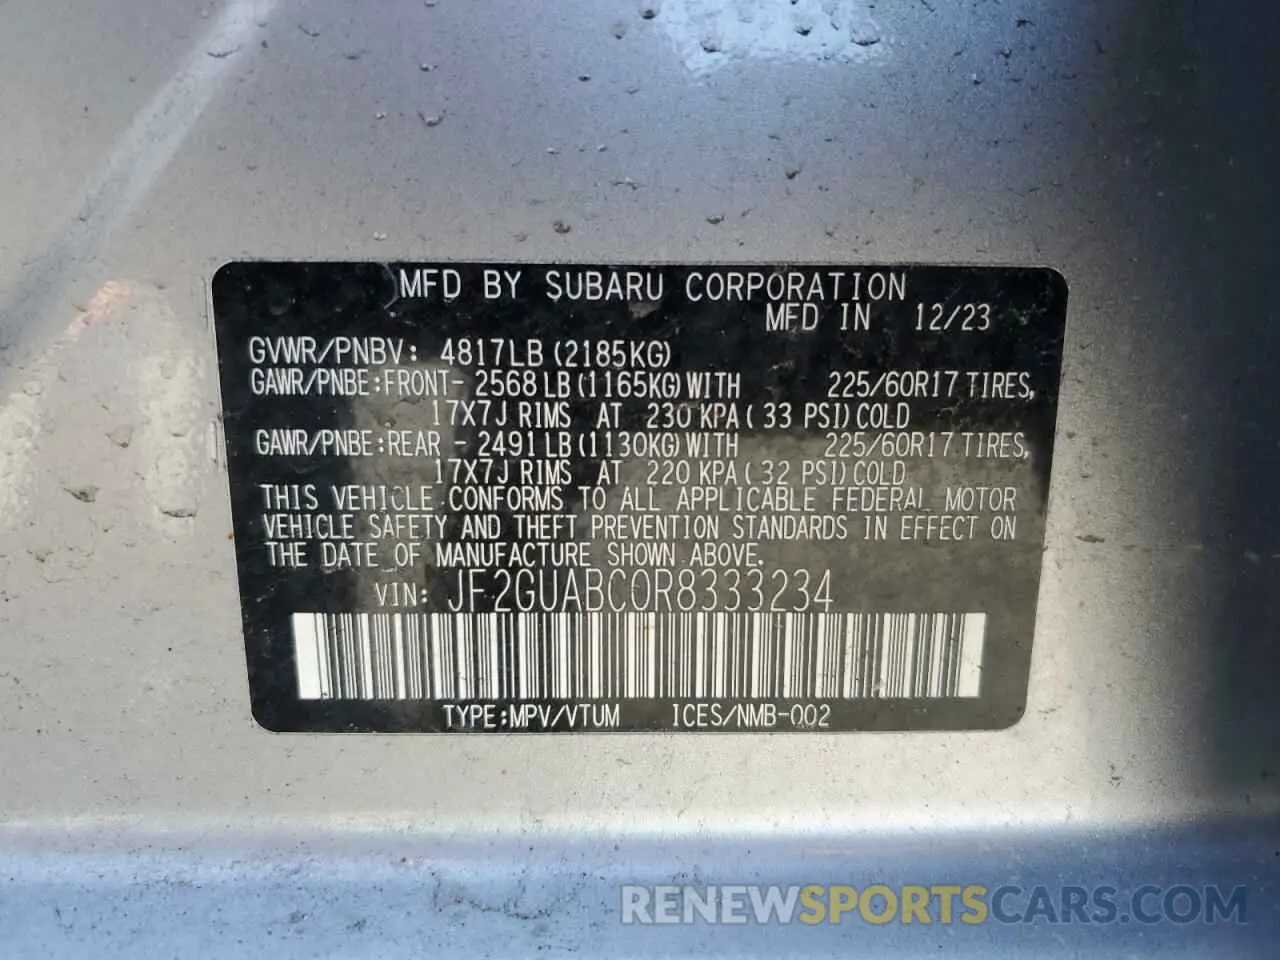 MFD BY SUBARU CORPORATION
MFD IN 12/23
GVWR/PNBV: 4817LB (2185KG)
GAWR/PNBE:FRONT- 2568 LB (1165KG) WITH 225/60R17 TIRES,
17X7J RIMS AT 230 KPA ( 33 PSI) COLD
GAWR/PNBE:REAR - 2491 LB (1130KG) WITH 225/60R17 TIRES,
17X7J RIMS AT 220 KPA ( 32 PSI) COLD
THIS VEHICLE CONFORMS TO ALL APPLICABLE FEDERAL MOTOR
VEHICLE SAFETY AND THEFT PREVENTION STANDARDS IN EFFECT ON
THE DATE OF MANUFACTURE SHOWN ABOVE.
VIN: JF2GUABC0R8333234
TYPE:MPV/VTUM ICES/NMB-002
RENEWSPORTSCARS.COM